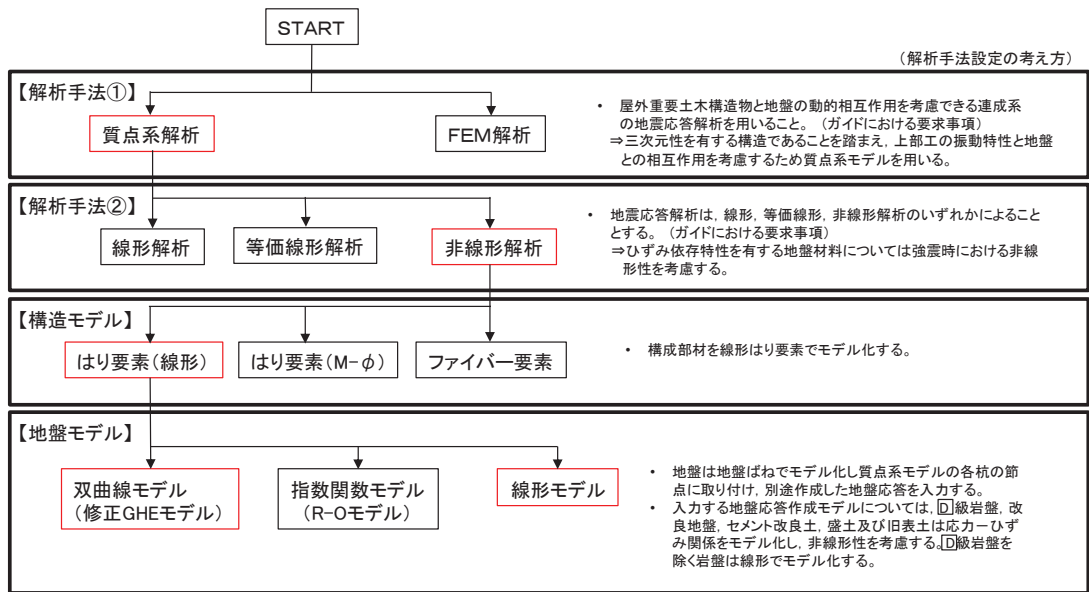 START
（解析手法設定の考え方）
【解析手法①】
質点系解析
FEM解析
・ 屋外重要土木構造物と地盤の動的相互作用を考慮できる連成系
の地震応答解析を用いること。（ガイドにおける要求事項）
⇒三次元性を有する構造であることを踏まえ，上部工の振動特性と地盤
との相互作用を考慮するため質点系モデルを用いる。
【解析手法②】
線形解析
等価線形解析
非線形解析
・ 地震応答解析は，線形，等価線形，非線形解析のいずれかによること
とする。（ガイドにおける要求事項）
⇒ひずみ依存特性を有する地盤材料については強震時における非線
形性を考慮する。
【構造モデル】
はり要素（線形）
はり要素（M-φ）
ファイバー要素
・ 構成部材を線形はり要素でモデル化する。
【地盤モデル】
双曲線モデル
（修正GHEモデル）
指数関数モデル
（R-Oモデル）
線形モデル
・ 地盤は地盤ばねでモデル化し質点系モデルの各杭の節
点に取り付け，別途作成した地盤応答を入力する。
・ 入力する地盤応答作成モデルについては，D級岩盤，改
良地盤，セメント改良土，盛土及び旧表土は応力－ひず
み関係をモデル化し，非線形性を考慮する。D級岩盤を
除く岩盤は線形でモデル化する。